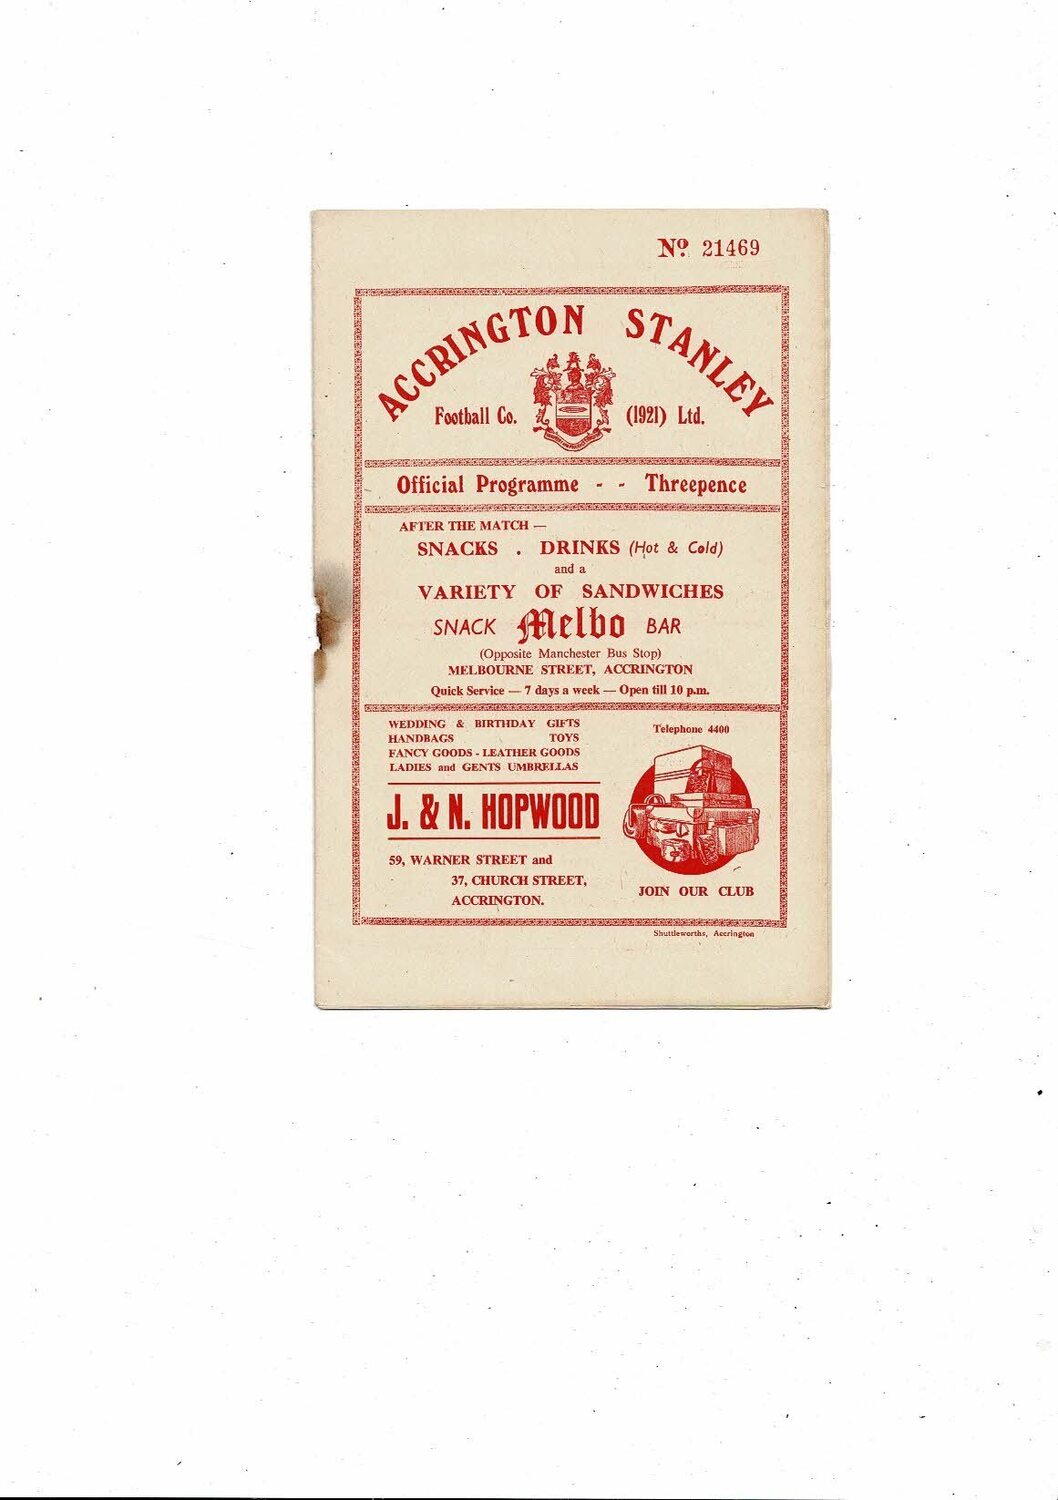 Nº 21469
ACCRINGTON STANLEY
Football Co. (1921) Ltd.
Official Programme - - Threepence
AFTER THE MATCH —
SNACKS . DRINKS (Hot & Cold)
and a
VARIETY OF SANDWICHES
SNACK Melbo BAR
(Opposite Manchester Bus Stop)
MELBOURNE STREET, ACCRINGTON
Quick Service — 7 days a week — Open till 10 p.m.
WEDDING & BIRTHDAY GIFTS
HANDBAGS TOYS
FANCY GOODS - LEATHER GOODS
LADIES and GENTS UMBRELLAS
J. & N. HOPWOOD
59, WARNER STREET and
37, CHURCH STREET,
ACCRINGTON.
Telephone 4400
JOIN OUR CLUB
Shuttleworths, Accrington